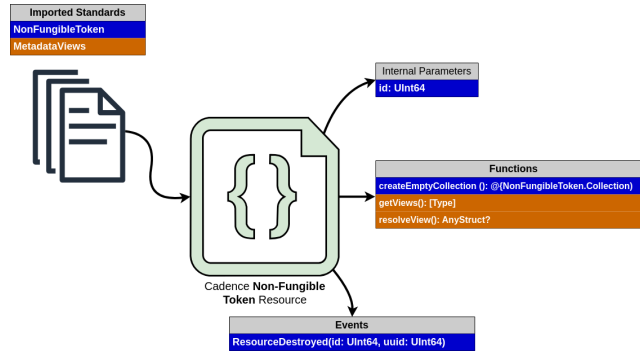 Imported Standards
NonFungibleToken
MetadataViews
Internal Parameters
id: UInt64
{}
Functions
createEmptyCollection (): @{NonFungibleToken.Collection)
getViews(): [Type]
resolveView(): AnyStruct?
Cadence Non-Fungible
Token Resource
Events
ResourceDestroyed(id: UInt64, uuid: UInt64)